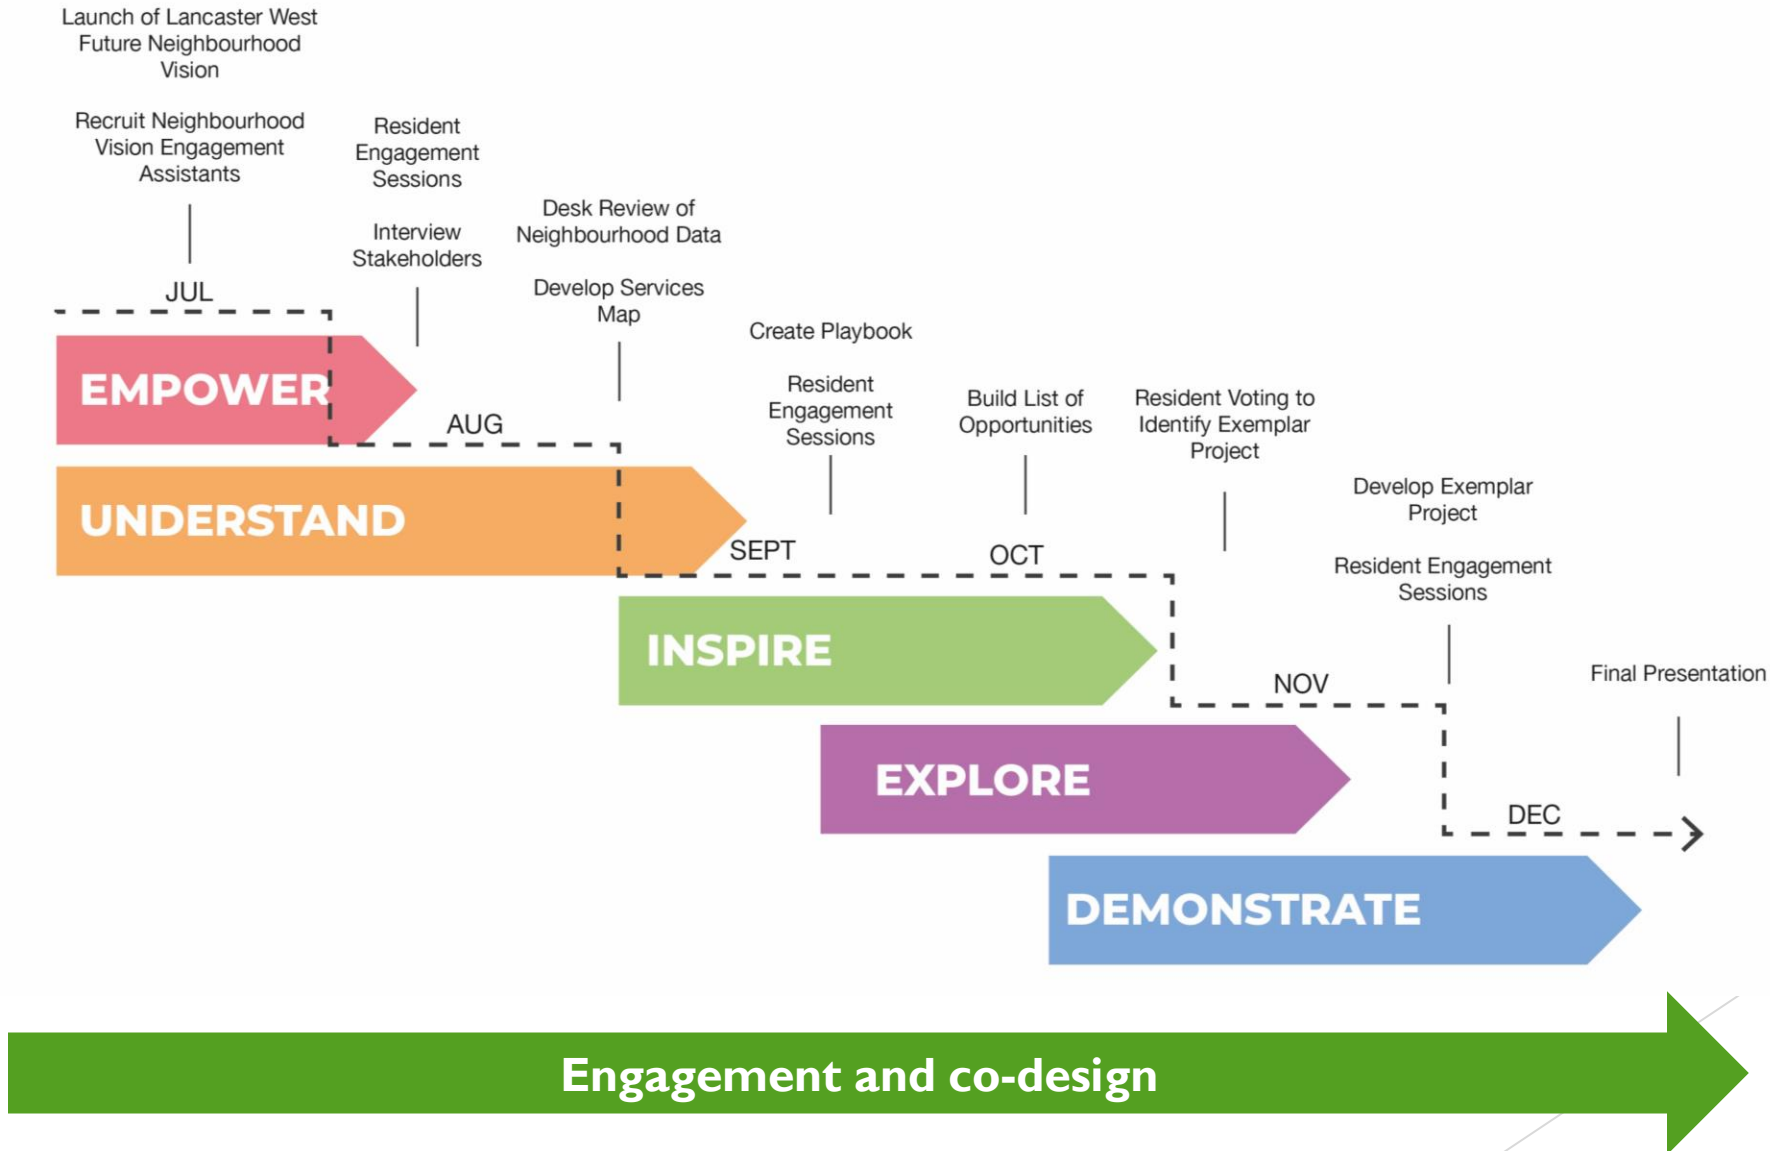 Launch of Lancaster West
Future Neighbourhood
Vision
Recruit Neighbourhood
Vision Engagement
Assistants
JUL
Resident
Engagement
Sessions
Interview
Stakeholders
Desk Review of
Neighbourhood Data
Develop Services
Map
EMPOWER
AUG
Create Playbook
Resident
Engagement
Sessions
Build List of
Opportunities
Resident Voting to
Identify Exemplar
Project
UNDERSTAND
SEPT
OCT
Develop Exemplar
Project
Resident Engagement
Sessions
INSPIRE
NOV
Final Presentation
EXPLORE
DEC
DEMONSTRATE
Engagement and co-design